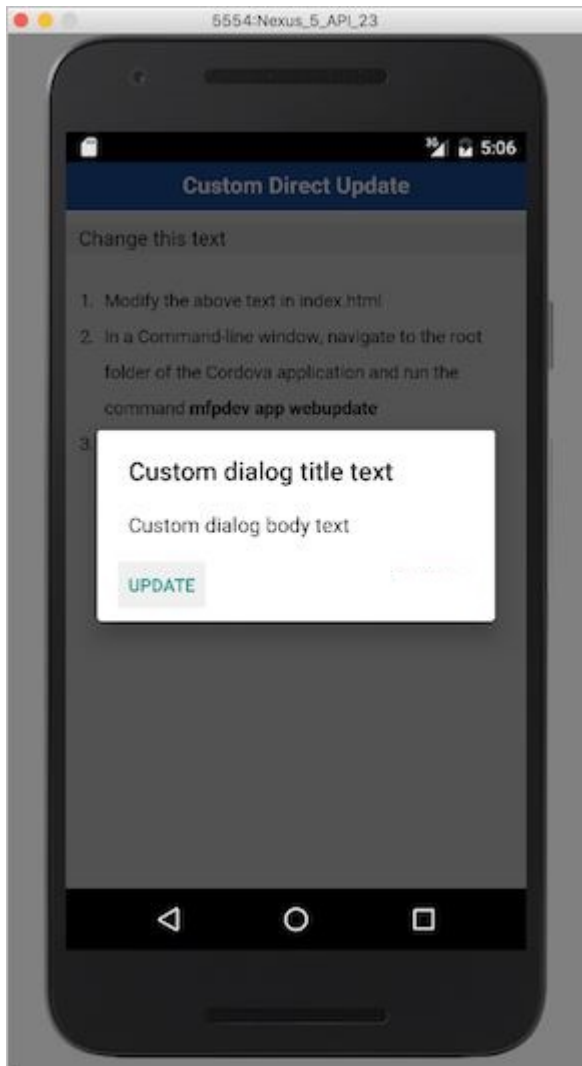 5554:Nexus_5_API_23
3G 5:06
Custom Direct Update
Change this text
1. Modify the above text in index.html
2. In a Command-line window, navigate to the root
folder of the Cordova application and run the
command mfpdev app webupdate
3.
Custom dialog title text
Custom dialog body text
UPDATE